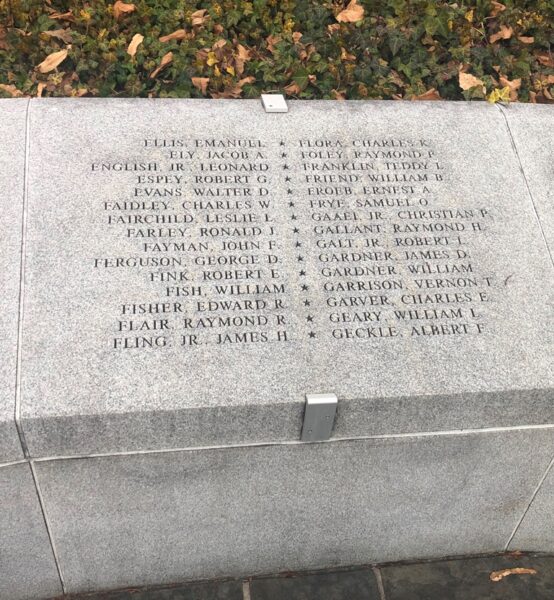 ELLIS, EMANUEL ★ FLORA, CHARLES K.
ELY, JACOB A. ★ FOLEY, RAYMOND P.
ENGLISH, JR., LEONARD ★ FRANKLIN, TEDDY L.
ESPEY, ROBERT G. ★ FRIEND, WILLIAM B.
EVANS, WALTER D. ★ FROEB, ERNEST A.
FAIDLEY, CHARLES W. ★ FRYE, SAMUEL O.
FAIRCHILD, LESLIE L. ★ GAAEL, JR., CHRISTIAN P.
FARLEY, RONALD J. ★ GALLANT, RAYMOND H.
FAYMAN, JOHN F. ★ GALT, JR., ROBERT L.
FERGUSON, GEORGE D. ★ GARDNER, JAMES D.
FINK, ROBERT E. ★ GARDNER, WILLIAM
FISH, WILLIAM ★ GARRISON, VERNON T.
FISHER, EDWARD R. ★ GARVER, CHARLES E.
FLAIR, RAYMOND R. ★ GEARY, WILLIAM L.
FLING, JR., JAMES H. ★ GECKLE, ALBERT F.